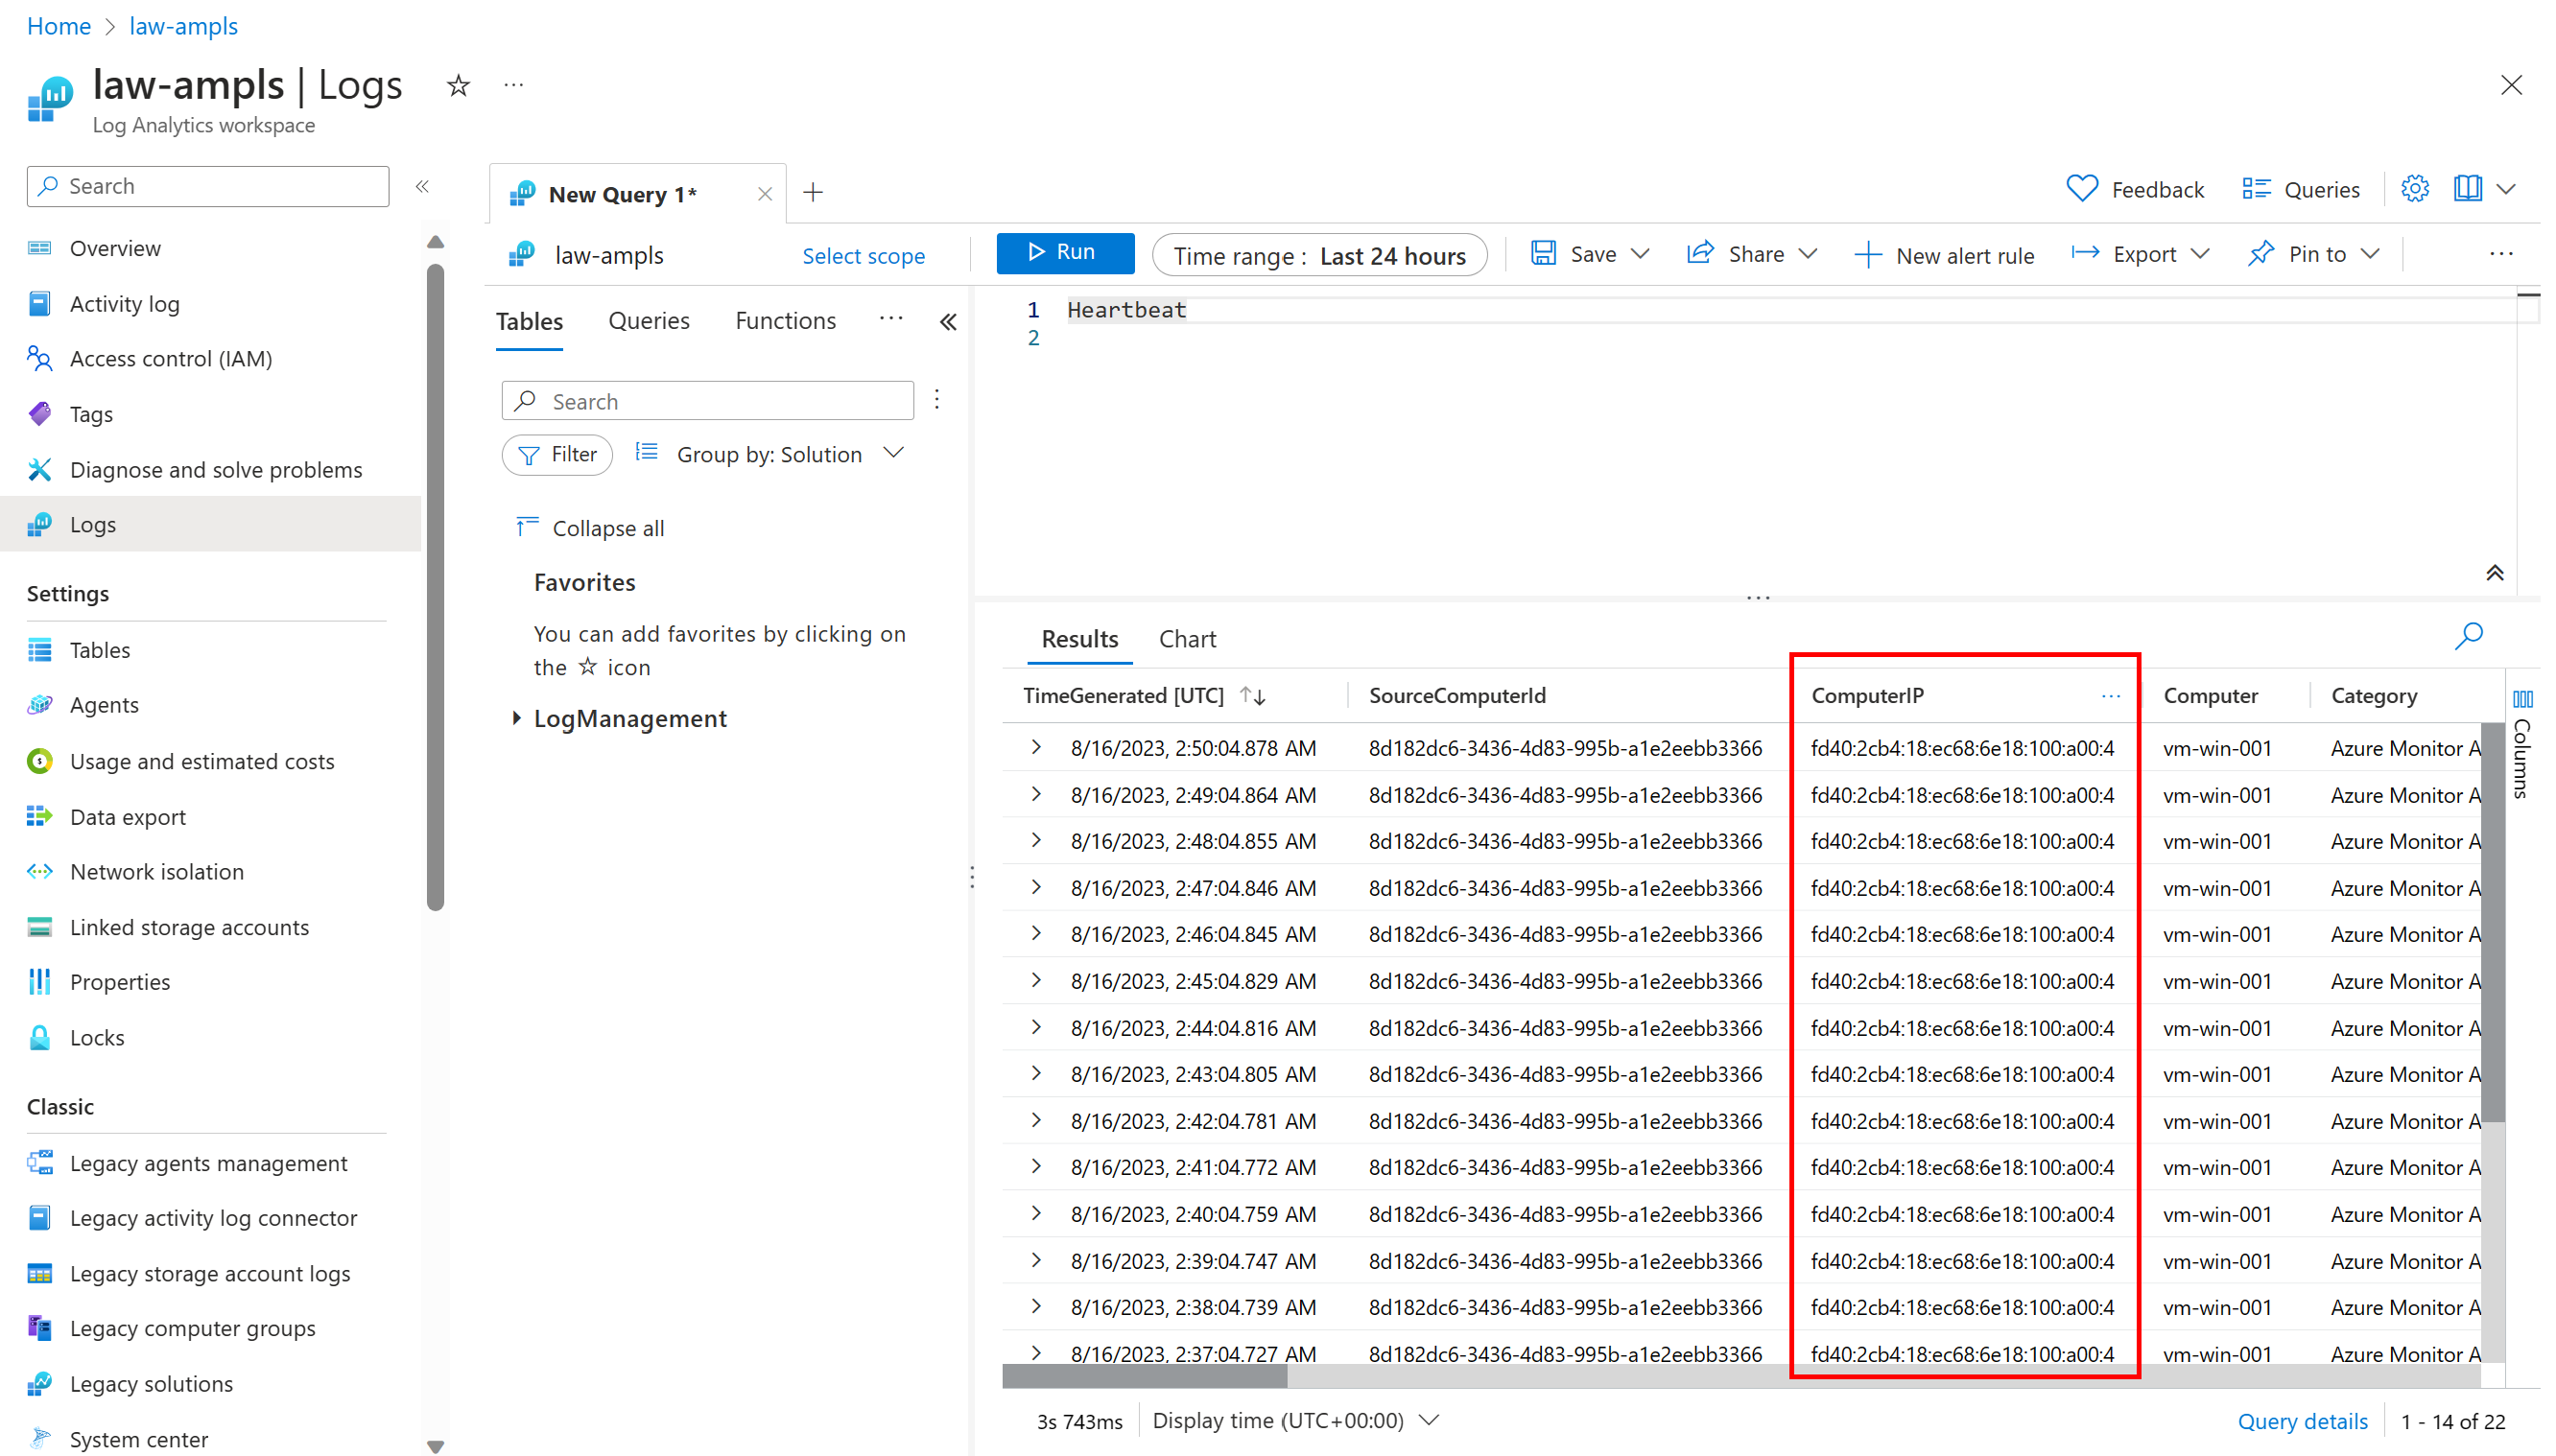 Home > law-ampls
law-ampls | Logs
Log Analytics workspace
Search
Overview
Activity log
Access control (IAM)
Tags
Diagnose and solve problems
Logs
Settings
Tables
Agents
Usage and estimated costs
Data export
Network isolation
Linked storage accounts
Properties
Locks
Classic
Legacy agents management
Legacy activity log connector
Legacy storage account logs
Legacy computer groups
Legacy solutions
System center
New Query 1*
Feedback
Queries
law-ampls
Select scope
Run
Time range : Last 24 hours
Save
Share
New alert rule
Export
Pin to
Tables Queries Functions
Search
Filter
Group by: Solution
Collapse all
Favorites
You can add favorites by clicking on
the ☆ icon
LogManagement
1 Heartbeat
2
Results Chart
TimeGenerated [UTC] SourceComputerId ComputerIP Computer Category
8/16/2023, 2:50:04.878 AM 8d182dc6-3436-4d83-995b-a1e2eebb3366 fd40:2cb4:18:ec68:6e18:100:a00:4 vm-win-001 Azure Monitor A
8/16/2023, 2:49:04.864 AM 8d182dc6-3436-4d83-995b-a1e2eebb3366 fd40:2cb4:18:ec68:6e18:100:a00:4 vm-win-001 Azure Monitor A
8/16/2023, 2:48:04.855 AM 8d182dc6-3436-4d83-995b-a1e2eebb3366 fd40:2cb4:18:ec68:6e18:100:a00:4 vm-win-001 Azure Monitor A
8/16/2023, 2:47:04.846 AM 8d182dc6-3436-4d83-995b-a1e2eebb3366 fd40:2cb4:18:ec68:6e18:100:a00:4 vm-win-001 Azure Monitor A
8/16/2023, 2:46:04.845 AM 8d182dc6-3436-4d83-995b-a1e2eebb3366 fd40:2cb4:18:ec68:6e18:100:a00:4 vm-win-001 Azure Monitor A
8/16/2023, 2:45:04.829 AM 8d182dc6-3436-4d83-995b-a1e2eebb3366 fd40:2cb4:18:ec68:6e18:100:a00:4 vm-win-001 Azure Monitor A
8/16/2023, 2:44:04.816 AM 8d182dc6-3436-4d83-995b-a1e2eebb3366 fd40:2cb4:18:ec68:6e18:100:a00:4 vm-win-001 Azure Monitor A
8/16/2023, 2:43:04.805 AM 8d182dc6-3436-4d83-995b-a1e2eebb3366 fd40:2cb4:18:ec68:6e18:100:a00:4 vm-win-001 Azure Monitor A
8/16/2023, 2:42:04.781 AM 8d182dc6-3436-4d83-995b-a1e2eebb3366 fd40:2cb4:18:ec68:6e18:100:a00:4 vm-win-001 Azure Monitor A
8/16/2023, 2:41:04.772 AM 8d182dc6-3436-4d83-995b-a1e2eebb3366 fd40:2cb4:18:ec68:6e18:100:a00:4 vm-win-001 Azure Monitor A
8/16/2023, 2:40:04.759 AM 8d182dc6-3436-4d83-995b-a1e2eebb3366 fd40:2cb4:18:ec68:6e18:100:a00:4 vm-win-001 Azure Monitor A
8/16/2023, 2:39:04.747 AM 8d182dc6-3436-4d83-995b-a1e2eebb3366 fd40:2cb4:18:ec68:6e18:100:a00:4 vm-win-001 Azure Monitor A
8/16/2023, 2:38:04.739 AM 8d182dc6-3436-4d83-995b-a1e2eebb3366 fd40:2cb4:18:ec68:6e18:100:a00:4 vm-win-001 Azure Monitor A
8/16/2023, 2:37:04.727 AM 8d182dc6-3436-4d83-995b-a1e2eebb3366 fd40:2cb4:18:ec68:6e18:100:a00:4 vm-win-001 Azure Monitor A
Columns
3s 743ms Display time (UTC+00:00) Query details 1 - 14 of 22